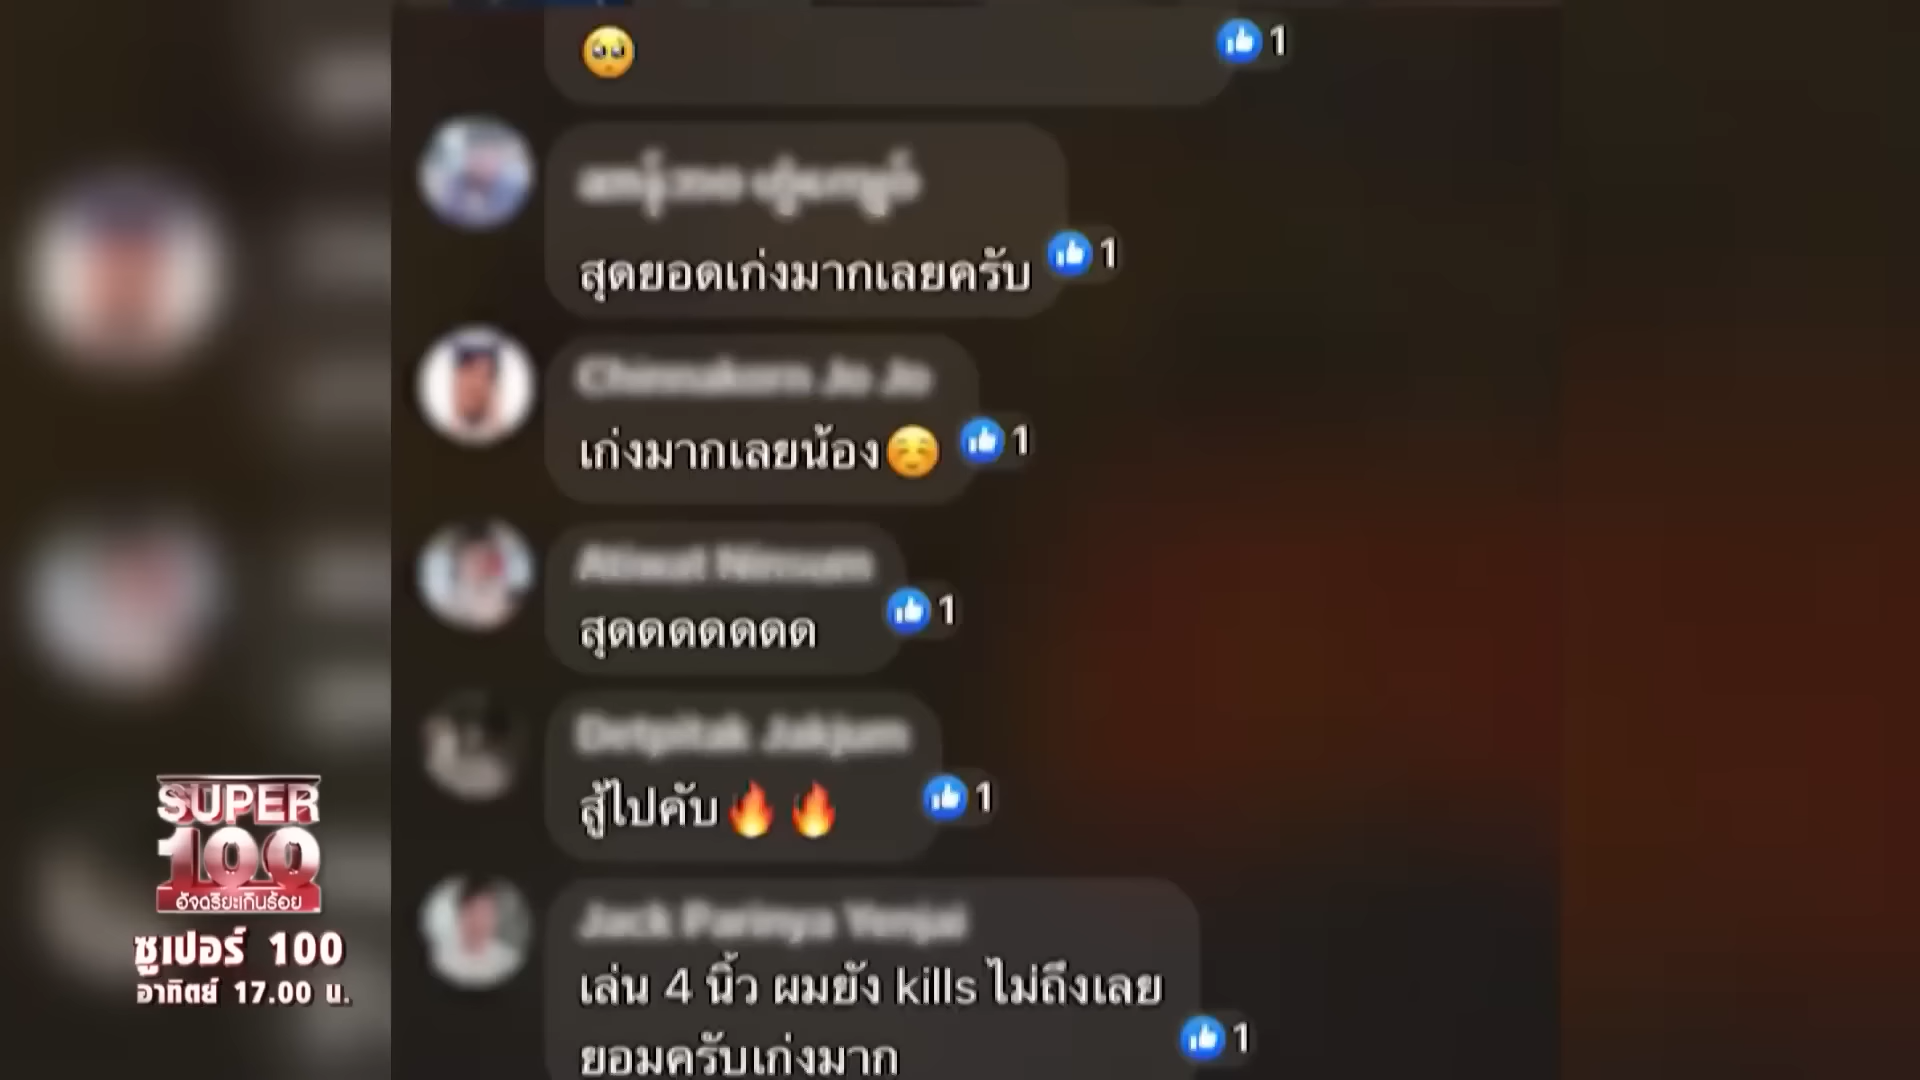 1
สุดยอดเก่งมากเลยครับ
1
เก่งมากเลยน้อง☺️
1
สุดดดดดดด
1
สู้ไปคับ🔥🔥
1
เล่น 4 นิ้ว ผมยัง kills ไม่ถึงเลย
ยอมครับเก่งมาก
1
SUPER
100
อัจฉริยะเกินร้อย
ซูเปอร์ 100
อาทิตย์ 17.00 น.